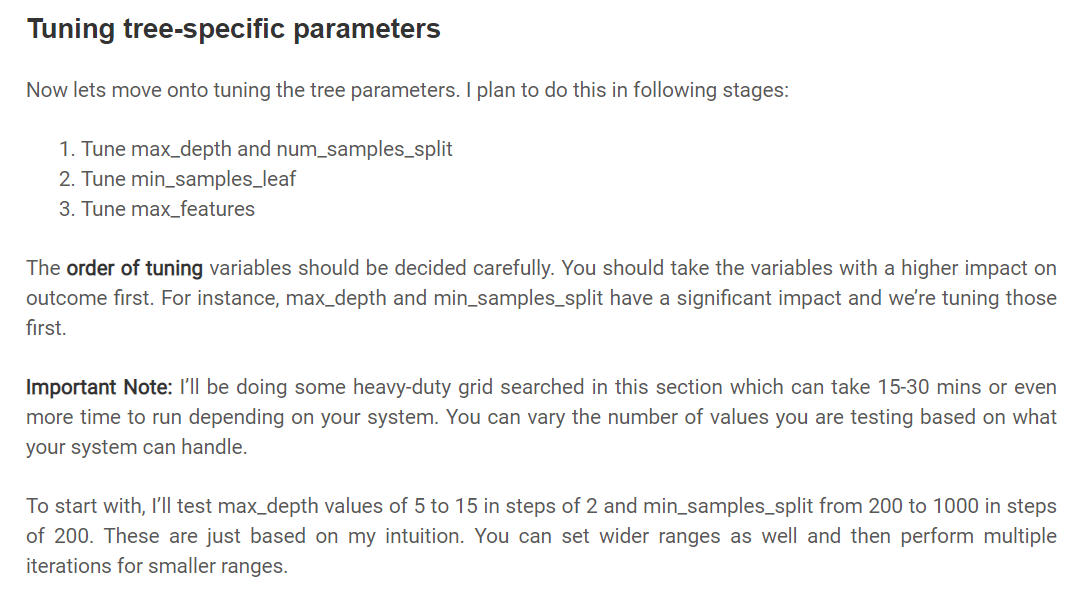 Tuning tree-specific parameters
Now lets move onto tuning the tree parameters. I plan to do this in following stages:
1. Tune max_depth and num_samples_split
2. Tune min_samples_leaf
3. Tune max_features
The order of tuning variables should be decided carefully. You should take the variables with a higher impact on
outcome first. For instance, max_depth and min_samples_split have a significant impact and we’re tuning those
first.
Important Note: I’ll be doing some heavy-duty grid searched in this section which can take 15-30 mins or even
more time to run depending on your system. You can vary the number of values you are testing based on what
your system can handle.
To start with, I’ll test max_depth values of 5 to 15 in steps of 2 and min_samples_split from 200 to 1000 in steps
of 200. These are just based on my intuition. You can set wider ranges as well and then perform multiple
iterations for smaller ranges.